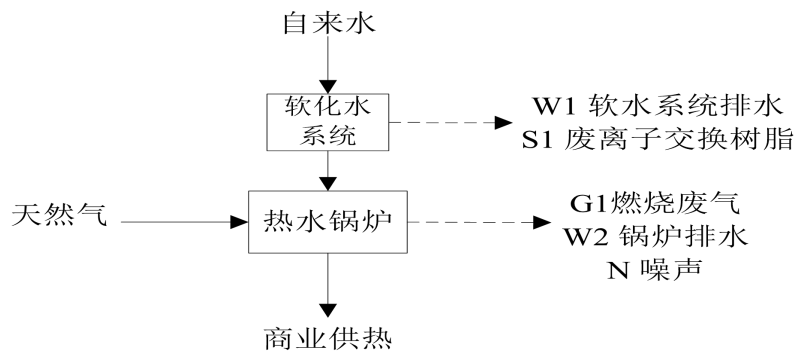 自来水
软化水
系统
W1 软水系统排水
S1 废离子交换树脂
天然气
热水锅炉
G1燃烧废气
W2 锅炉排水
N 噪声
商业供热